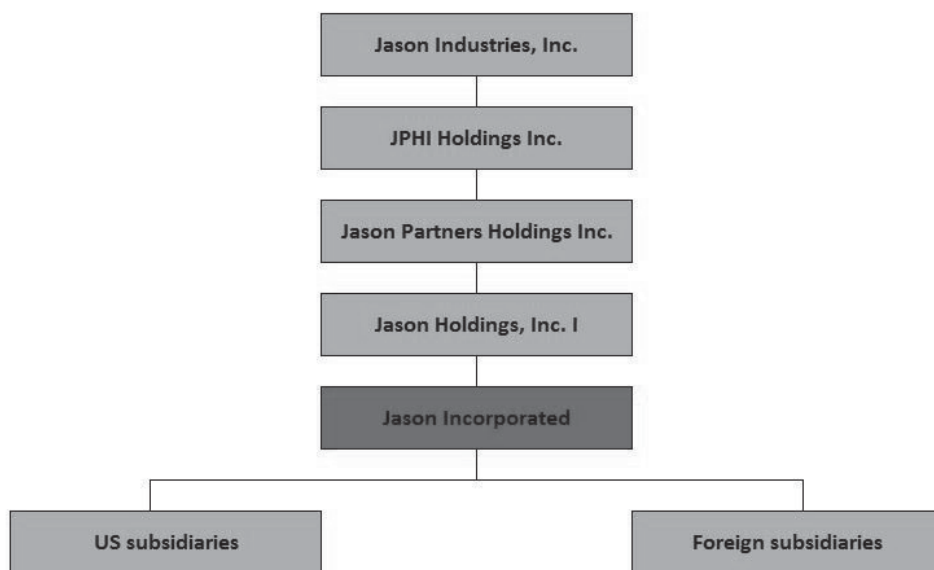 Jason Industries, Inc.
JPHI Holdings Inc.
Jason Partners Holdings Inc.
Jason Holdings, Inc. I
Jason Incorporated
US subsidiaries
Foreign subsidiaries